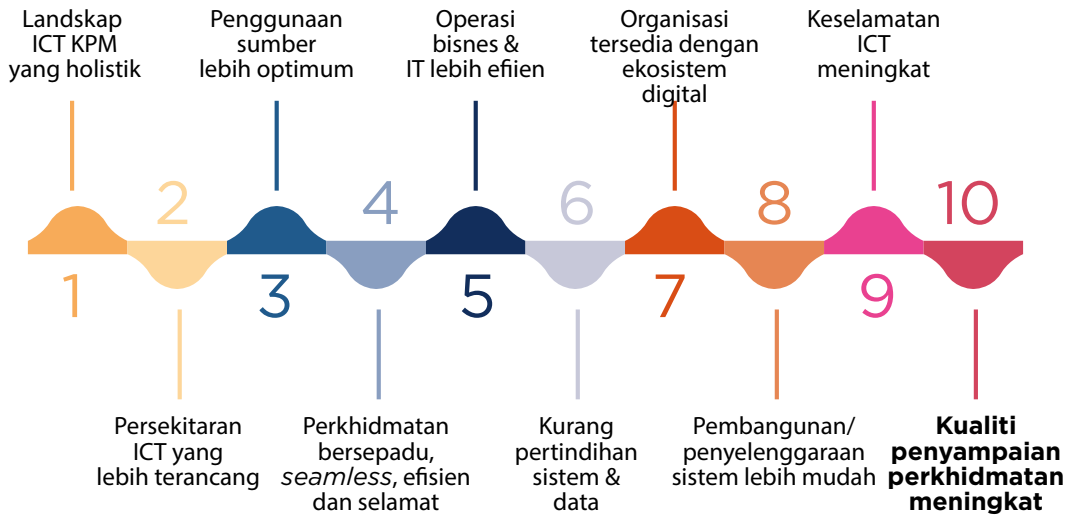 Landskap
ICT KPM
yang holistik
1
2
Persekitaran
ICT yang
lebih terancang
Penggunaan
sumber
lebih optimum
3
4
Perkhidmatan
bersepadu,
seamless, efisien
dan selamat
Operasi
bisnes &
IT lebih efiien
5
6
Kurang
pertindihan
sistem &
data
Organisasi
tersedia dengan
ekosistem
digital
7
8
Pembangunan/
penyelenggaraan
sistem lebih mudah
Keselamatan
ICT
meningkat
9
10
Kualiti
penyampaian
perkhidmatan
meningkat